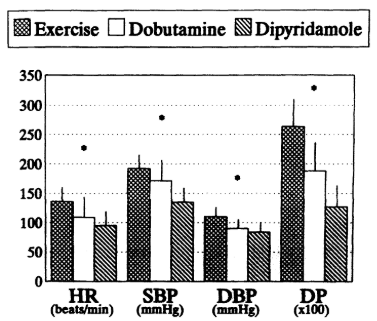 Exercise Dobutamine Dipyridamole
350
300
250
200
150
100
50
0
* * * *
HR SBP DBP DP
(beats/min) (mmHg) (mmHg) (x100)